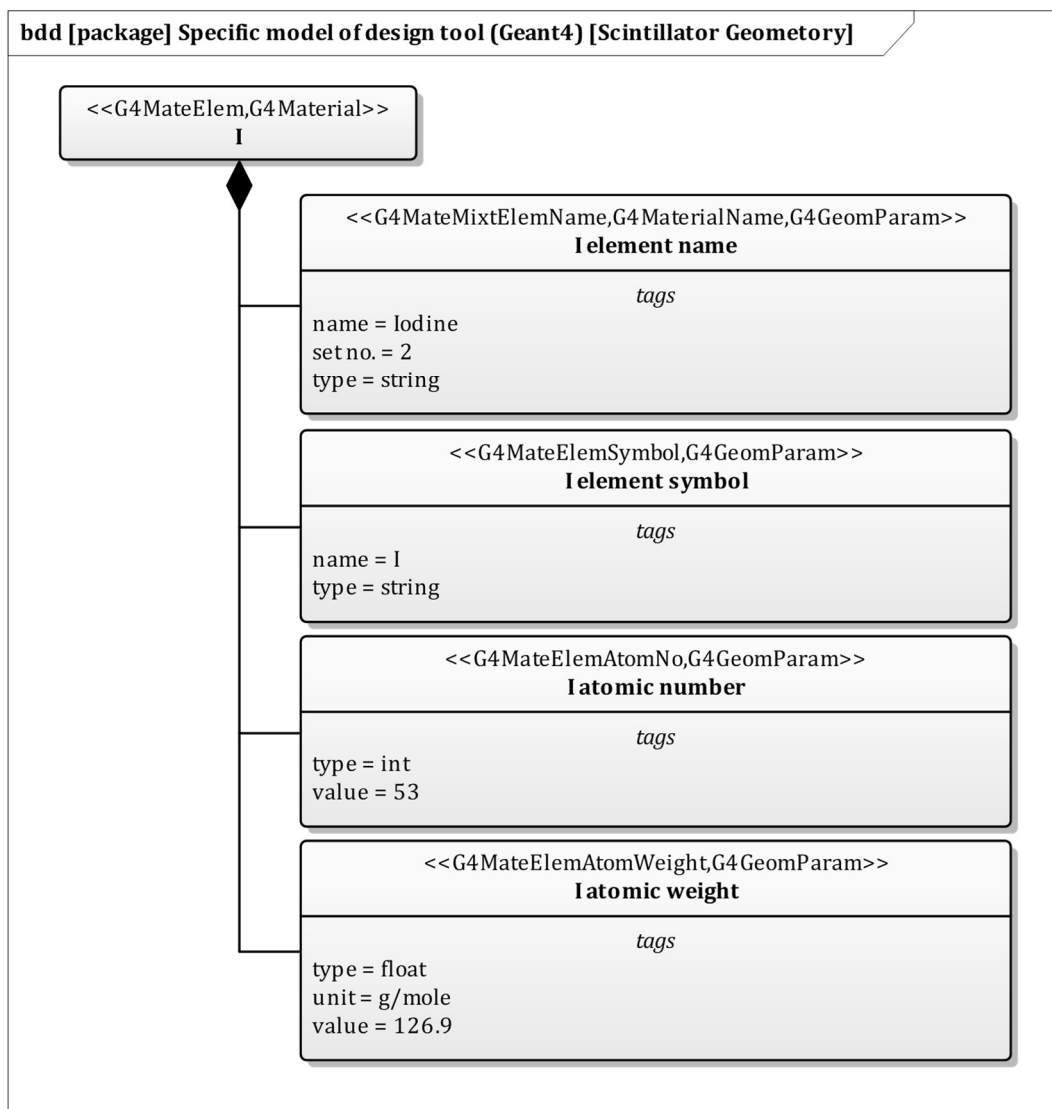 bdd [package] Specific model of design tool (Geant4) [Scintillator Geometory]
<<G4MateElem,G4Material>>
I
<<G4MateMixtElemName,G4MaterialName,G4GeomParam>>
I element name
tags
name = Iodine
set no. = 2
type = string
<<G4MateElemSymbol,G4GeomParam>>
I element symbol
tags
name = I
type = string
<<G4MateElemAtomNo,G4GeomParam>>
I atomic number
tags
type = int
value = 53
<<G4MateElemAtomWeight,G4GeomParam>>
I atomic weight
tags
type = float
unit = g/mole
value = 126.9